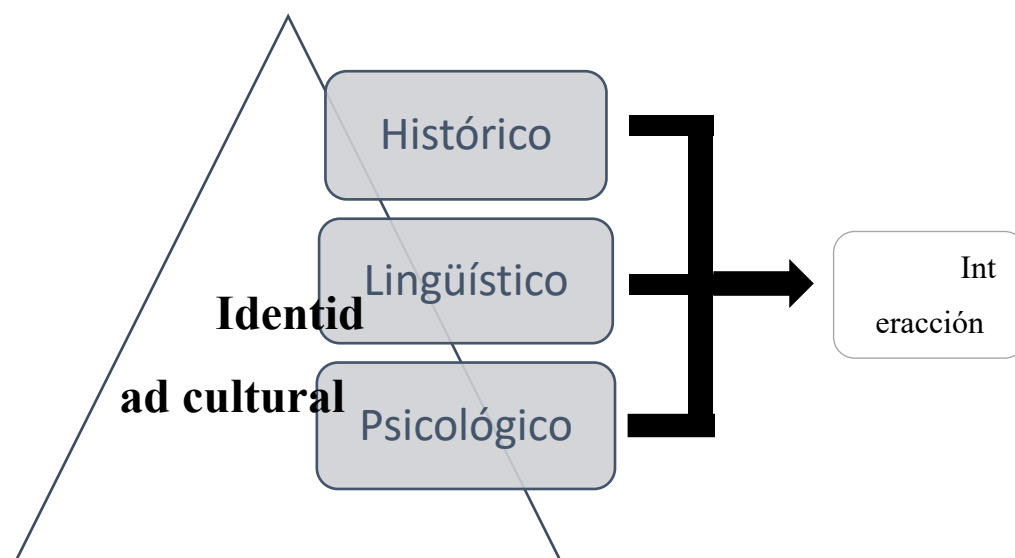 Histórico
Lingüístico
Psicológico
Identid
ad cultural
Int
eracción